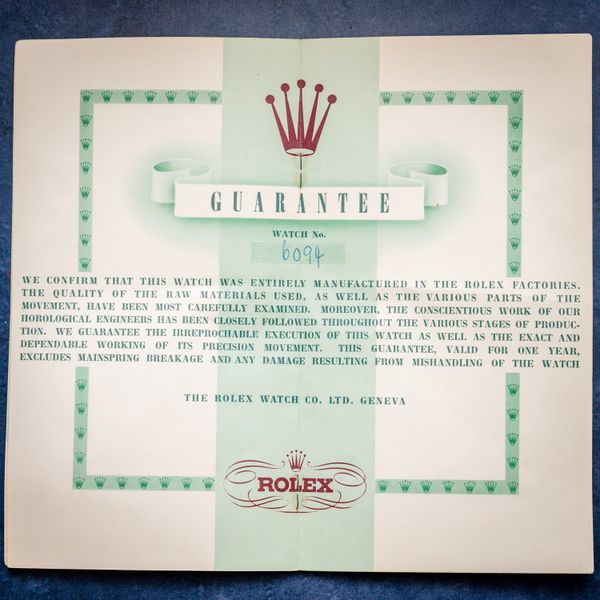 GUARANTEE
WATCH No.
6094
WE CONFIRM THAT THIS WATCH WAS ENTIRELY MANUFACTURED IN THE ROLEX FACTORIES.
THE QUALITY OF THE RAW MATERIALS USED, AS WELL AS THE VARIOUS PARTS OF THE
MOVEMENT, HAVE BEEN MOST CAREFULLY EXAMINED. MOREOVER, THE CONSCIENTIOUS WORK OF OUR
HOROLOGICAL ENGINEERS HAS BEEN CLOSELY FOLLOWED THROUGHOUT THE VARIOUS STAGES OF PRODUC-
TION. WE GUARANTEE THE IRREPROCHABLE EXECUTION OF THIS WATCH AS WELL AS THE EXACT AND
DEPENDABLE WORKING OF ITS PRECISION MOVEMENT. THIS GUARANTEE, VALID FOR ONE YEAR,
EXCLUDES MAINSPRING BREAKAGE AND ANY DAMAGE RESULTING FROM MISHANDLING OF THE WATCH
THE ROLEX WATCH CO. LTD. GENEVA
ROLEX